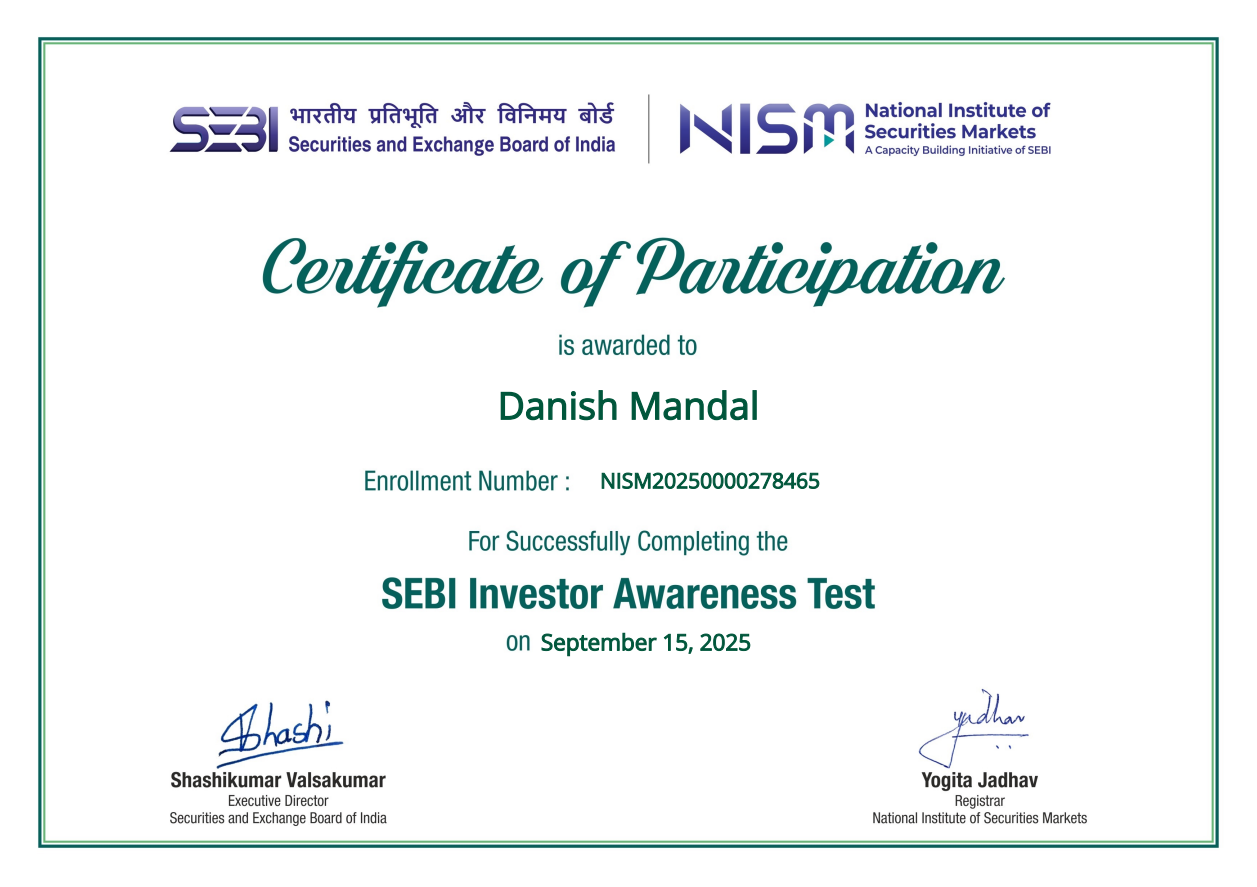 SEBI भारतीय प्रतिभूति और विनिमय बोर्ड
Securities and Exchange Board of India
NISM National Institute of
Securities Markets
A Capacity Building Initiative of SEBI
Certificate of Participation
is awarded to
Danish Mandal
Enrollment Number : NISM20250000278465
For Successfully Completing the
SEBI Investor Awareness Test
on September 15, 2025
Shashi
Shashikumar Valsakumar
Executive Director
Securities and Exchange Board of India
yadhav
Yogita Jadhav
Registrar
National Institute of Securities Markets